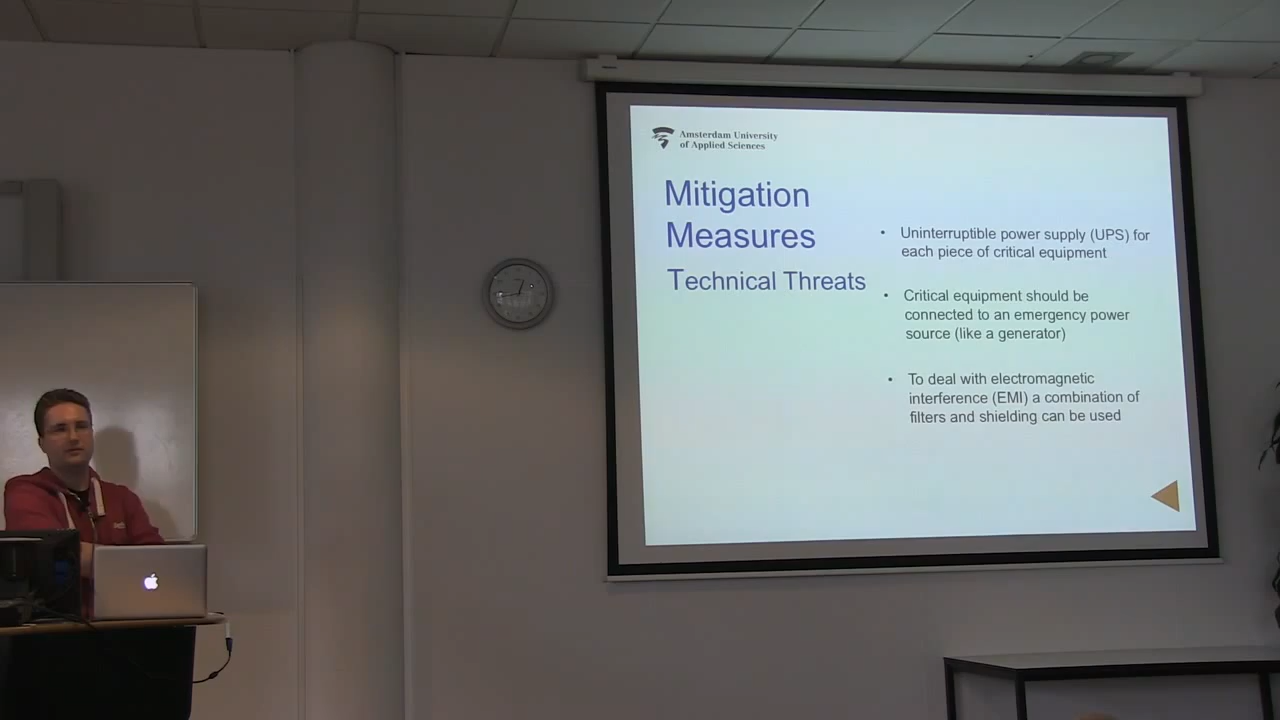 Amsterdam University
of Applied Sciences
Mitigation
Measures
Technical Threats
• Uninterruptible power supply (UPS) for
each piece of critical equipment
• Critical equipment should be
connected to an emergency power
source (like a generator)
• To deal with electromagnetic
interference (EMI) a combination of
filters and shielding can be used